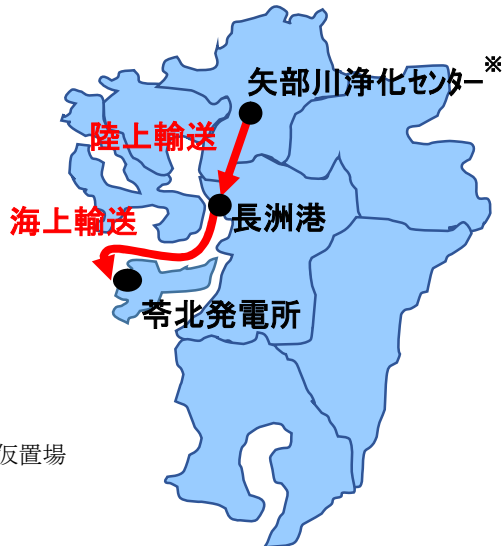 矢部川浄化センター※
陸上輸送
長洲港
海上輸送
苓北発電所
仮置場